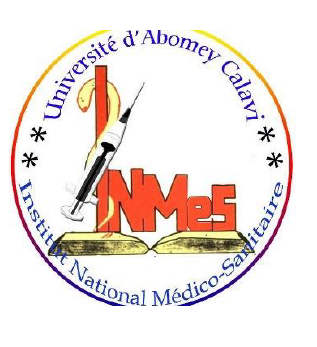 Université d'Abomey Calavi
INMes
Institut National Médico-Sanitaire